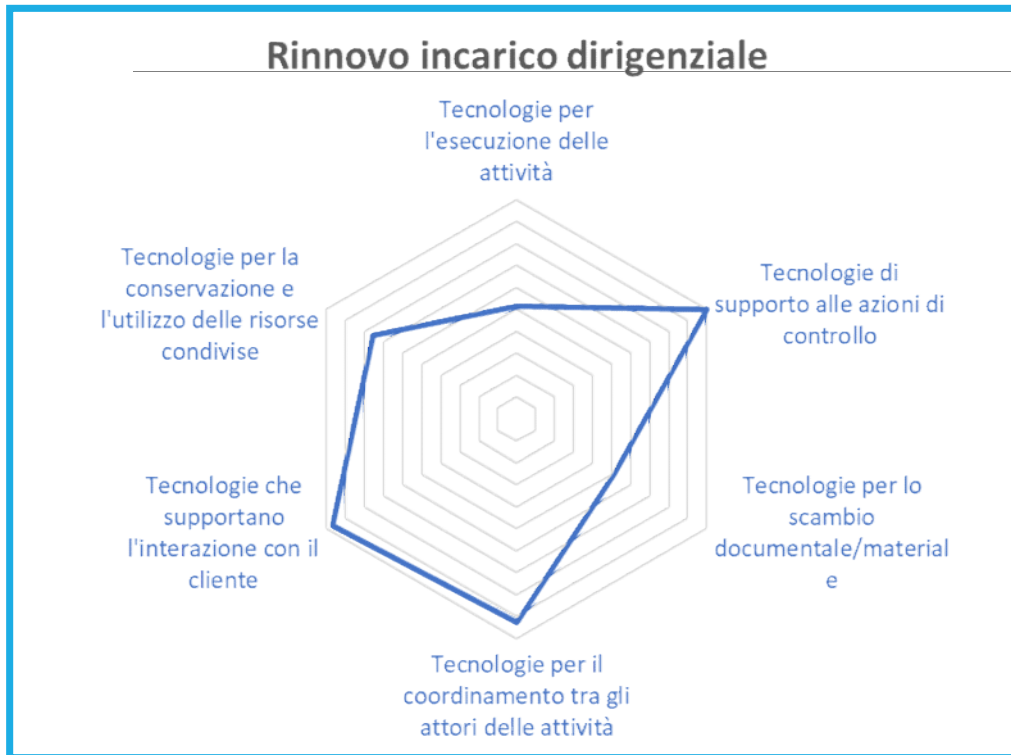 Rinnovo incarico dirigenziale
Tecnologie per
l'esecuzione delle
attività
Tecnologie di
supporto alle azioni di
controllo
Tecnologie per lo
scambio
documentale/material
e
Tecnologie per il
coordinamento tra gli
attori delle attività
Tecnologie che
supportano
l'interazione con il
cliente
Tecnologie per la
conservazione e
l'utilizzo delle risorse
condivise